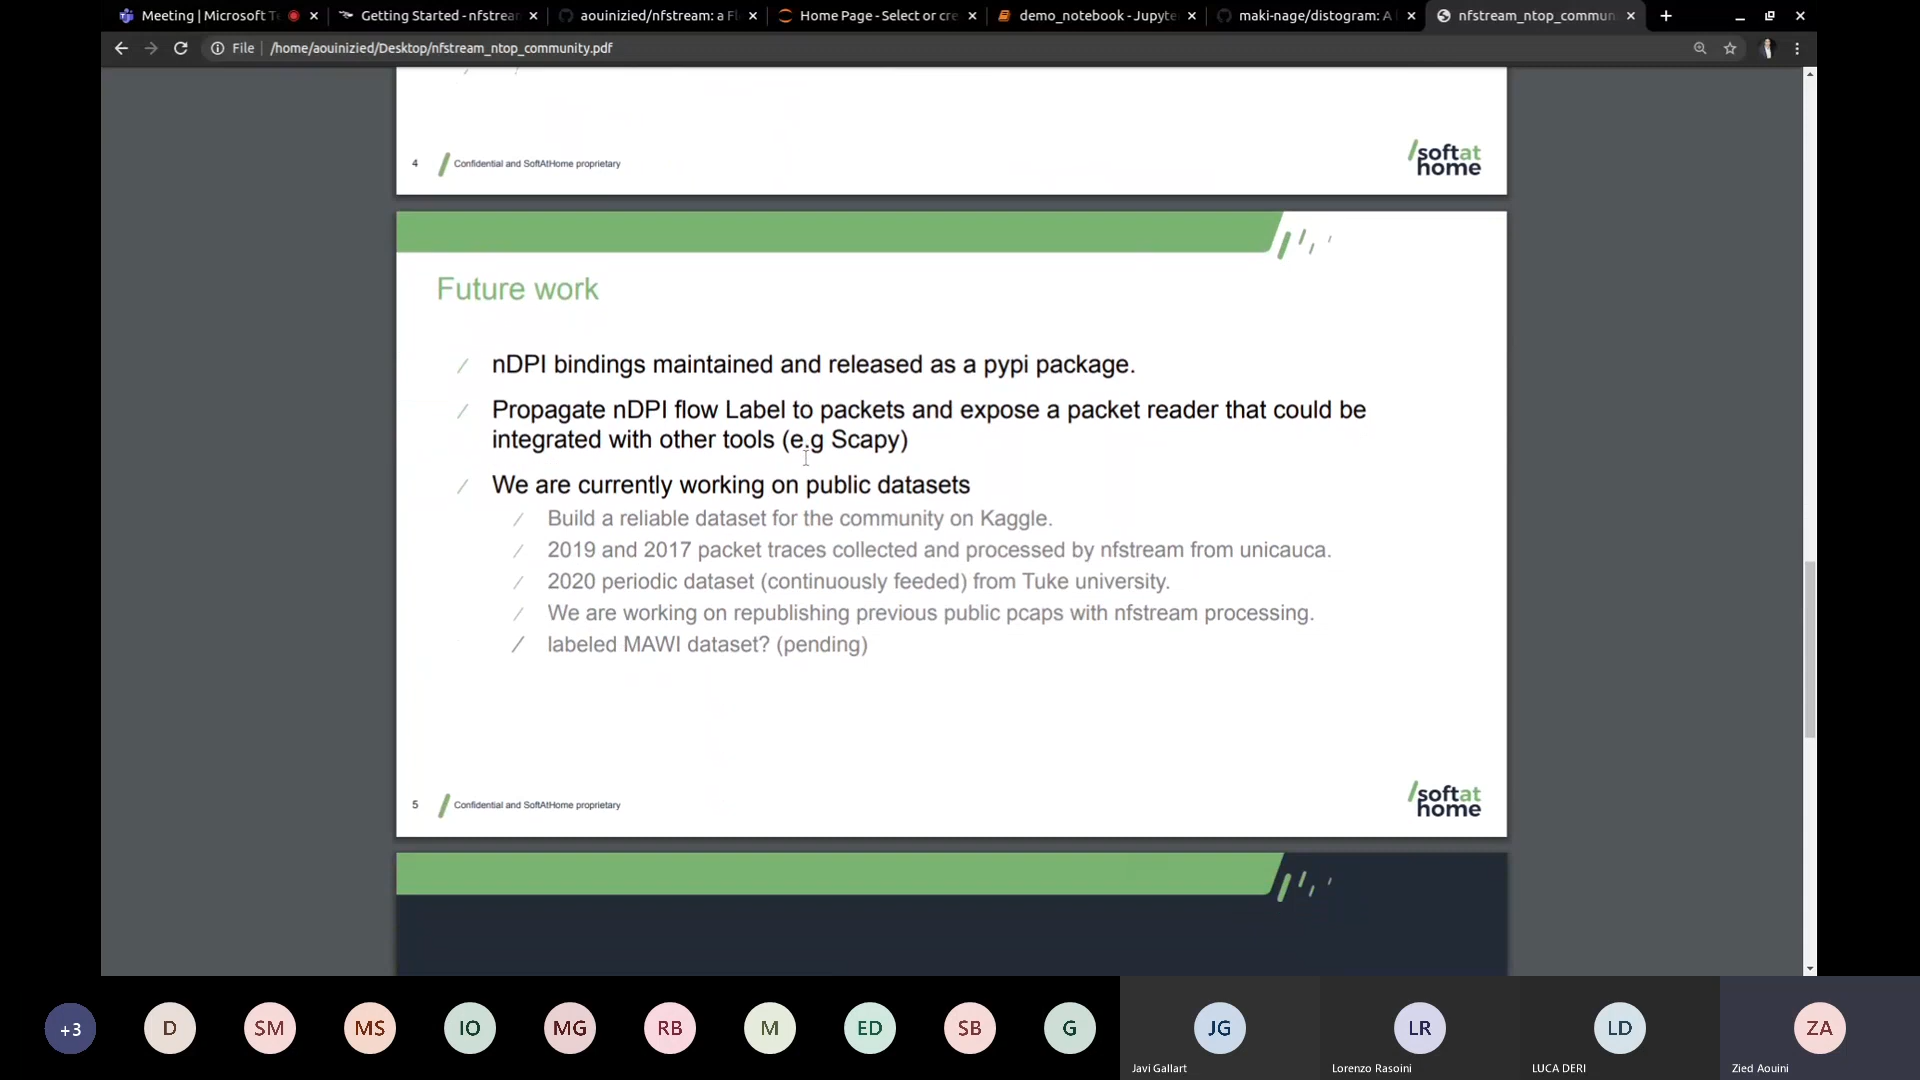 Meeting | Microsoft Te
Getting Started - nfstream
aouinizied/nfstream: a Fl
Home Page - Select or cre
demo_notebook - Jupyte
maki-nage/distogram: A
nfstream_ntop_commun
File
/home/aouinizied/Desktop/nfstream_ntop_community.pdf
4
Confidential and SoftAtHome proprietary
softat
home
Future work
nDPI bindings maintained and released as a pypi package.
Propagate nDPI flow Label to packets and expose a packet reader that could be
integrated with other tools (e.g Scapy)
We are currently working on public datasets
Build a reliable dataset for the community on Kaggle.
2019 and 2017 packet traces collected and processed by nfstream from unicauca.
2020 periodic dataset (continuously feeded) from Tuke university.
We are working on republishing previous public pcaps with nfstream processing.
labeled MAWI dataset? (pending)
5
Confidential and SoftAtHome proprietary
softat
home
+3
D
SM
MS
IO
MG
RB
M
ED
SB
G
JG
LR
LD
ZA
Javi Gallart
Lorenzo Rasoini
LUCA DERI
Zied Aouini